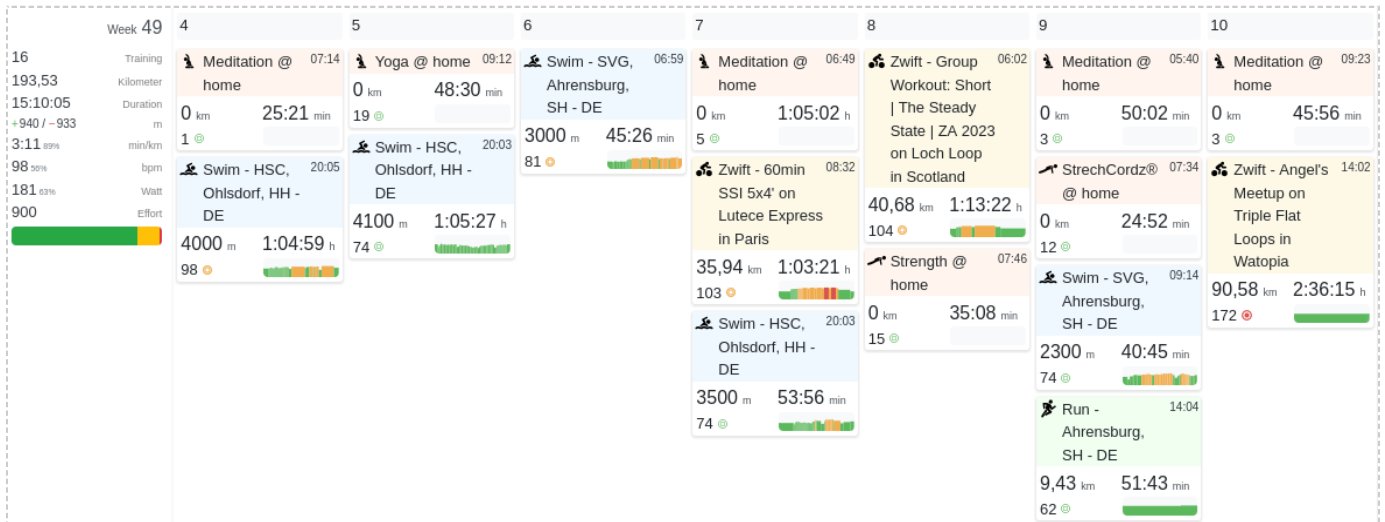 Week 49
16 Training
193,53 Kilometer
15:10:05 Duration
+940 / −933 m
3:11 89% min/km
98 56% bpm
181 63% Watt
900 Effort
4
Meditation @ 07:14
home
0 km 25:21 min
1
Swim - HSC, 20:05
Ohlsdorf, HH -
DE
4000 m 1:04:59 h
98
5
Yoga @ home 09:12
0 km 48:30 min
19
Swim - HSC, 20:03
Ohlsdorf, HH -
DE
4100 m 1:05:27 h
74
6
Swim - SVG, 06:59
Ahrensburg,
SH - DE
3000 m 45:26 min
81
7
Meditation @ 06:49
home
0 km 1:05:02 h
5
Zwift - 60min 08:32
SSI 5x4' on
Lutece Express
in Paris
35,94 km 1:03:21 h
103
Swim - HSC, 20:03
Ohlsdorf, HH -
DE
3500 m 53:56 min
74
8
Zwift - Group 06:02
Workout: Short
| The Steady
State | ZA 2023
on Loch Loop
in Scotland
40,68 km 1:13:22 h
104
Strength @ 07:46
home
0 km 35:08 min
15
9
Meditation @ 05:40
home
0 km 50:02 min
3
StrechCordz® 07:34
@ home
0 km 24:52 min
12
Swim - SVG, 09:14
Ahrensburg,
SH - DE
2300 m 40:45 min
74
Run - 14:04
Ahrensburg,
SH - DE
9,43 km 51:43 min
62
10
Meditation @ 09:23
home
0 km 45:56 min
3
Zwift - Angel's 14:02
Meetup on
Triple Flat
Loops in
Watopia
90,58 km 2:36:15 h
172